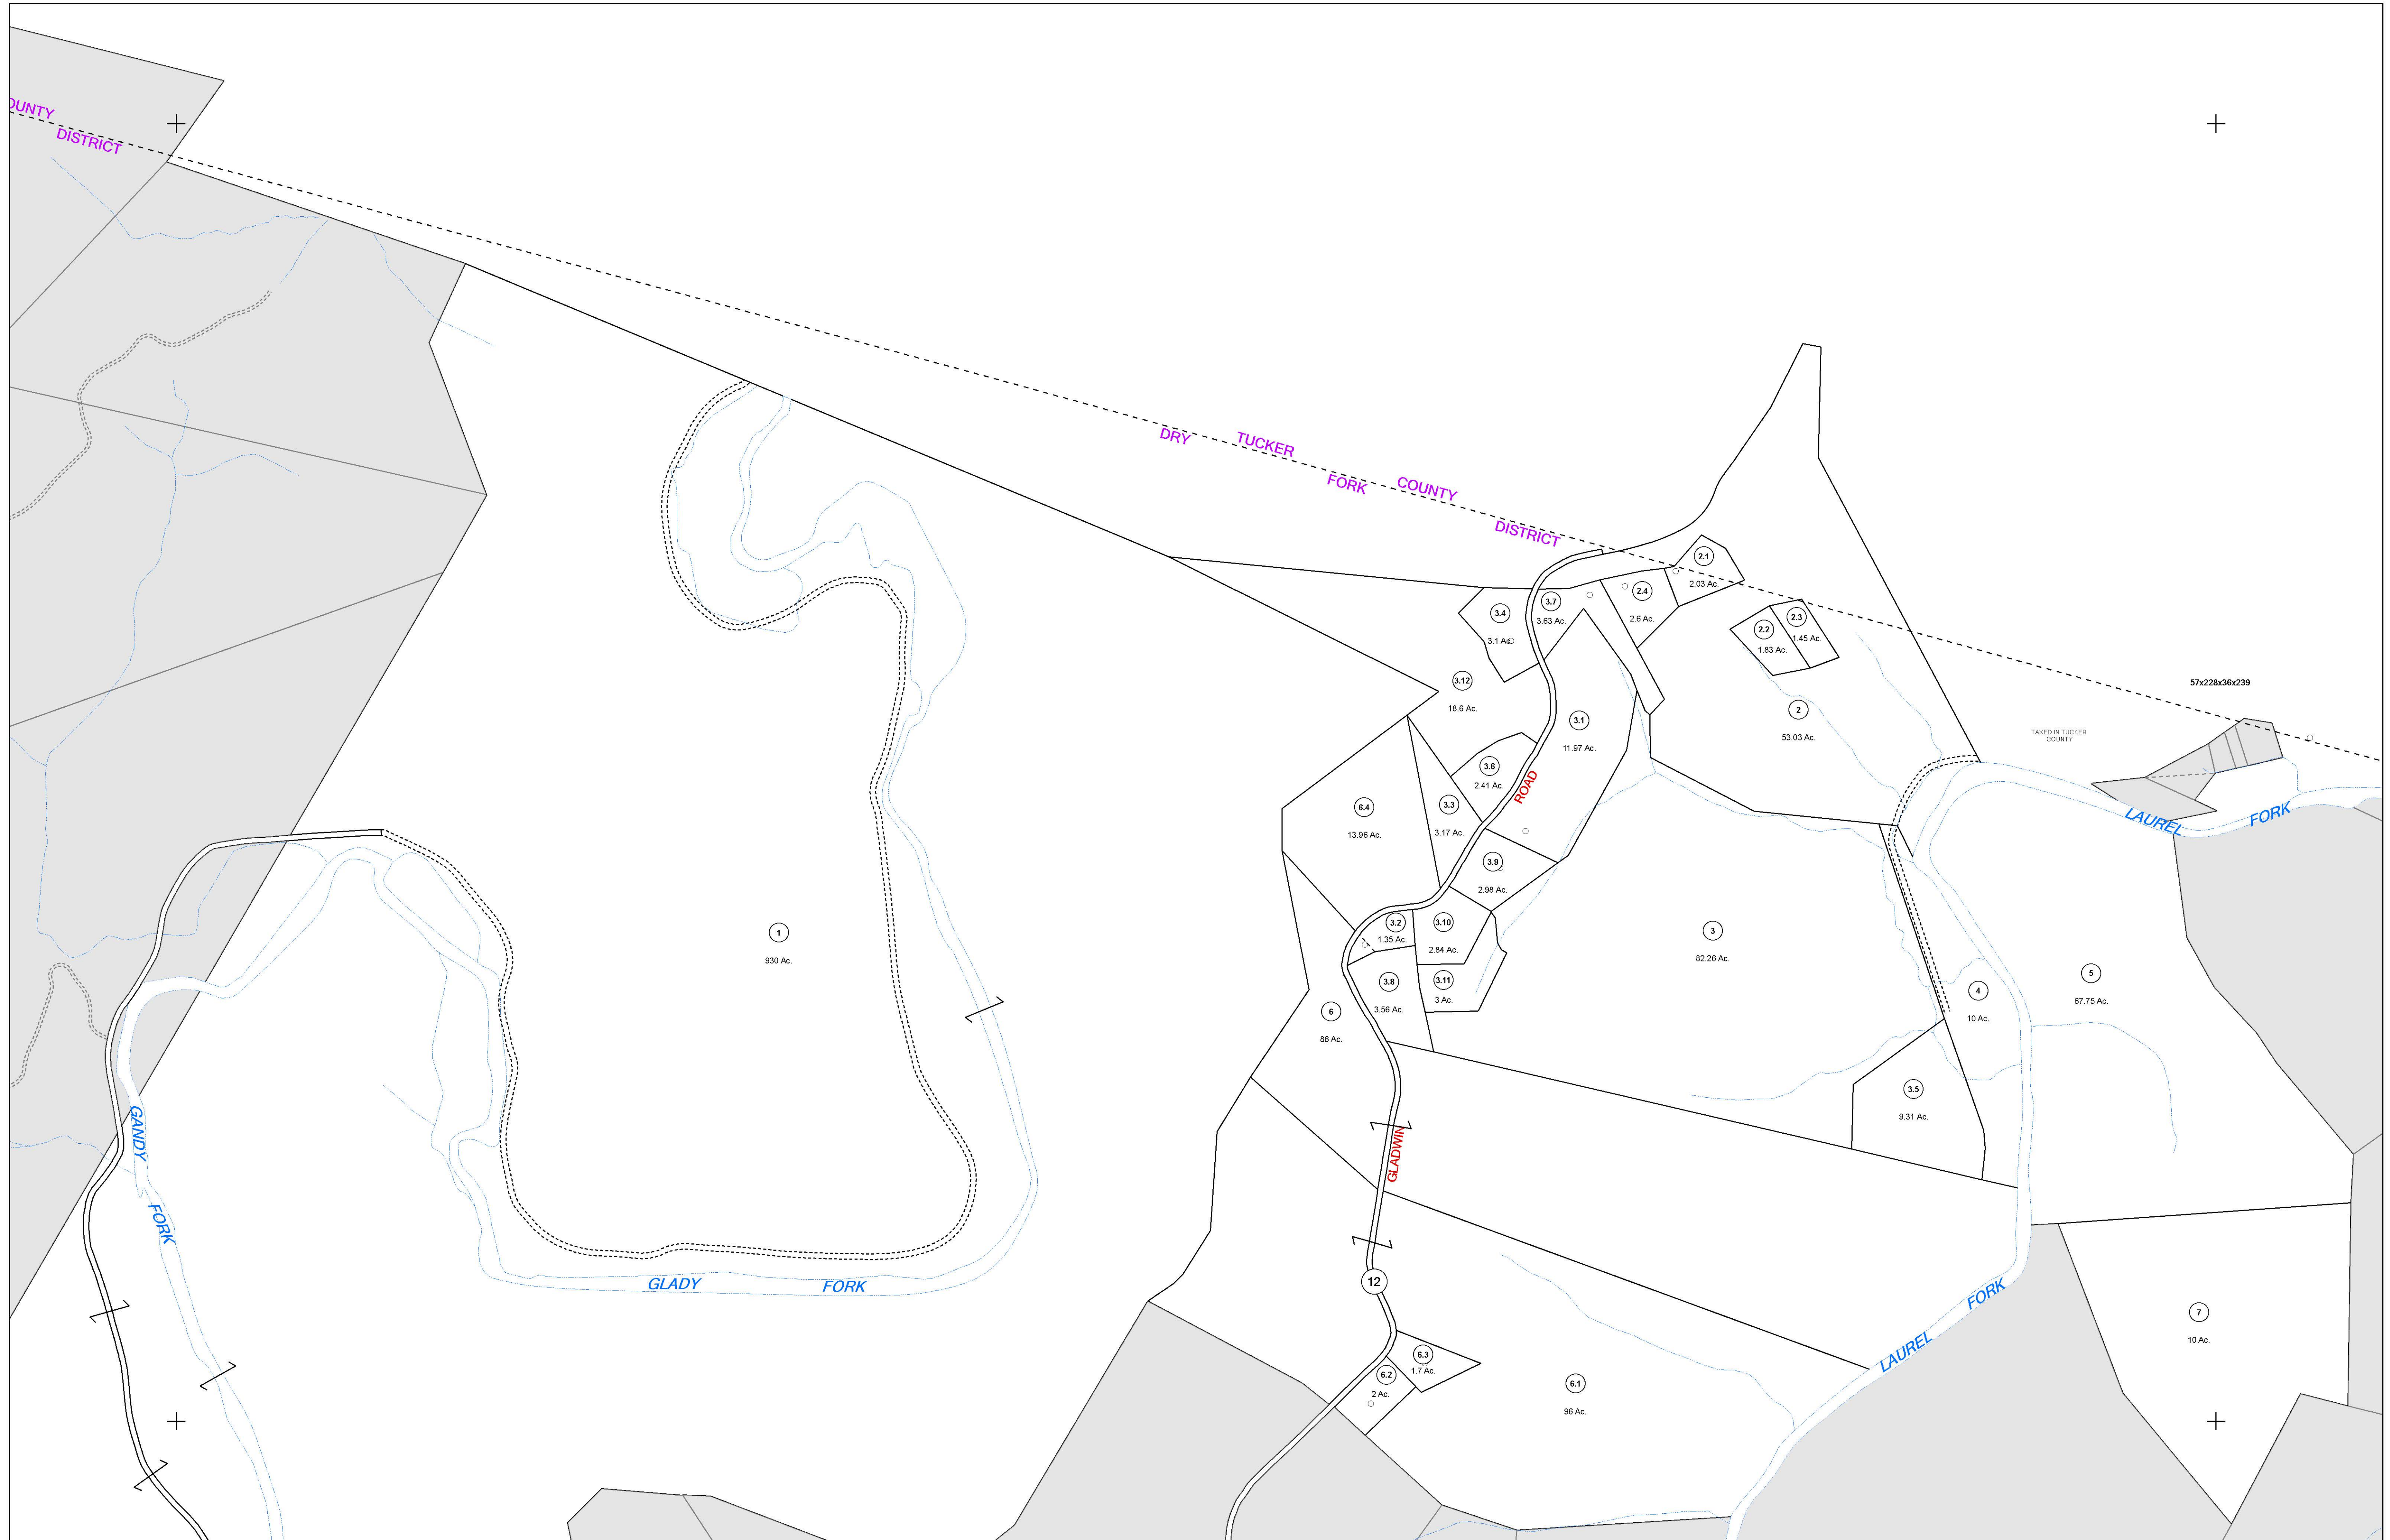 OUNTY
DISTRICT
DRY
TUCKER
FORK
COUNTY
DISTRICT
2.1
2.03 Ac.
2.4
2.6 Ac.
3.7
3.63 Ac.
3.4
3.1 Ac.
2.3
1.45 Ac.
2.2
1.83 Ac.
3.12
18.6 Ac.
57x228x36x239
2
53.03 Ac.
3.1
11.97 Ac.
TAXED IN TUCKER
COUNTY
3.6
2.41 Ac.
ROAD
3.3
3.17 Ac.
6.4
13.96 Ac.
LAUREL
FORK
3.9
2.98 Ac.
3.2
1.35 Ac.
3.10
2.84 Ac.
1
930 Ac.
3
82.26 Ac.
3.8
3.56 Ac.
3.11
3 Ac.
5
67.75 Ac.
4
10 Ac.
6
86 Ac.
3.5
9.31 Ac.
GANDY
FORK
GLADWIN
GLADY
FORK
12
LAUREL
FORK
7
10 Ac.
6.3
1.7 Ac.
6.2
2 Ac.
6.1
96 Ac.